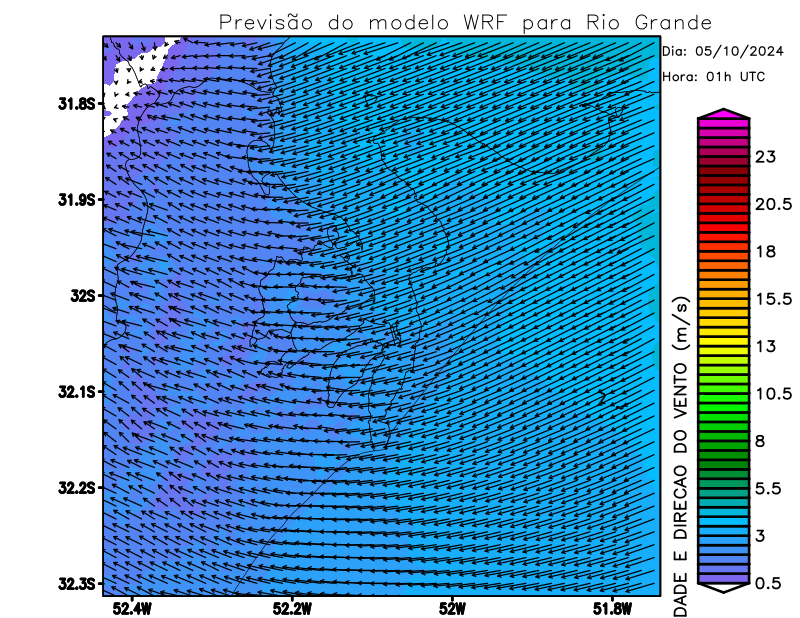 Previsão do modelo WRF para Rio Grande
Dia: 05/10/2024
Hora: 01h UTC
31.8S
31.9S
32S
32.1S
32.2S
32.3S
52.4W
52.2W
52W
51.8W
23
20.5
18
15.5
13
10.5
8
5.5
3
0.5
DADE E DIRECAO DO VENTO (m/s)